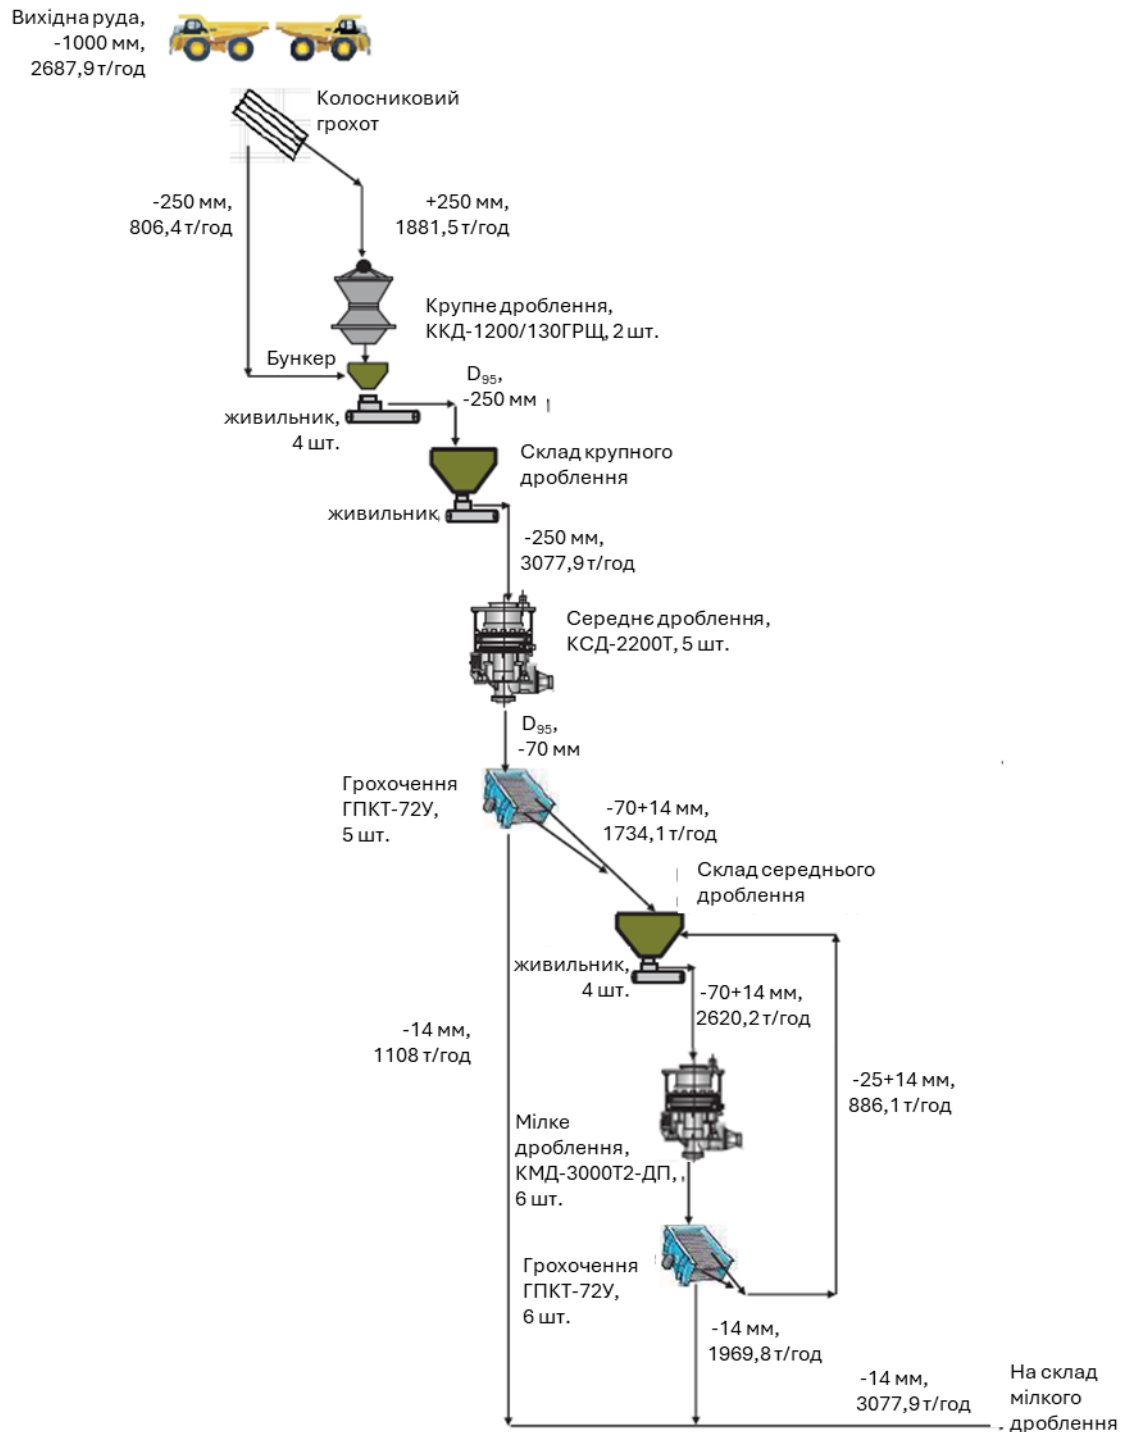 Вихідна руда,
-1000 мм,
2687,9 т/год
Колосниковий
грохот
-250 мм,
806,4 т/год
+250 мм,
1881,5 т/год
Крупне дроблення,
ККД-1200/130ГРЩ, 2 шт.
Бункер
D₉₅,
-250 мм
живильник,
4 шт.
Склад крупного
дроблення
живильник,
-250 мм,
3077,9 т/год
Середнє дроблення,
КСД-2200Т, 5 шт.
D₉₅,
-70 мм
Грохочення
ГПКТ-72У,
5 шт.
-70+14 мм,
1734,1 т/год
Склад середнього
дроблення
живильник,
4 шт.
-70+14 мм,
2620,2 т/год
-14 мм,
1108 т/год
-25+14 мм,
886,1 т/год
Мілке
дроблення,
КМД-3000Т2-ДП,
6 шт.
Грохочення
ГПКТ-72У,
6 шт.
-14 мм,
1969,8 т/год
-14 мм,
3077,9 т/год
На склад
мілкого
дроблення